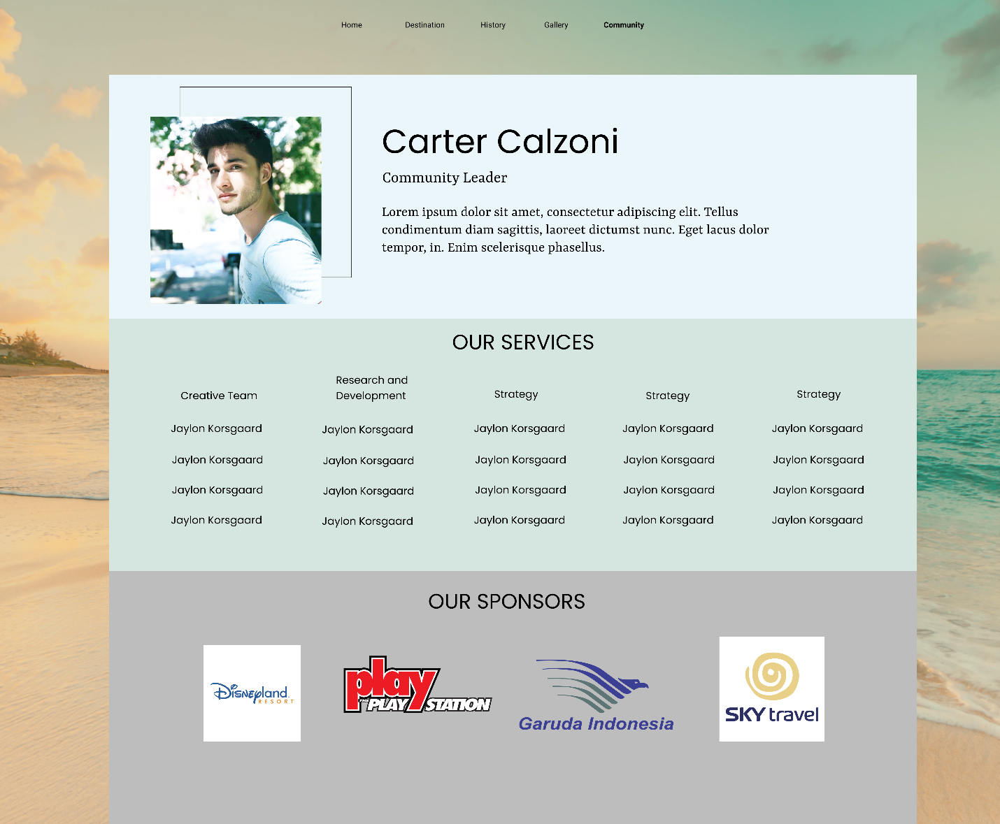 Home Destination History Gallery Community
Carter Calzoni
Community Leader
Lorem ipsum dolor sit amet, consectetur adipiscing elit. Tellus
condimentum diam sagittis, laoreet dictumst nunc. Eget lacus dolor
tempor, in. Enim scelerisque phasellus.
OUR SERVICES
Creative Team
Jaylon Korsgaard
Jaylon Korsgaard
Jaylon Korsgaard
Jaylon Korsgaard
Research and
Development
Jaylon Korsgaard
Jaylon Korsgaard
Jaylon Korsgaard
Jaylon Korsgaard
Strategy
Jaylon Korsgaard
Jaylon Korsgaard
Jaylon Korsgaard
Jaylon Korsgaard
Strategy
Jaylon Korsgaard
Jaylon Korsgaard
Jaylon Korsgaard
Jaylon Korsgaard
Strategy
Jaylon Korsgaard
Jaylon Korsgaard
Jaylon Korsgaard
Jaylon Korsgaard
OUR SPONSORS
Disneyland
RESORT
play
THE PLAY STATION
Garuda Indonesia
SKY travel